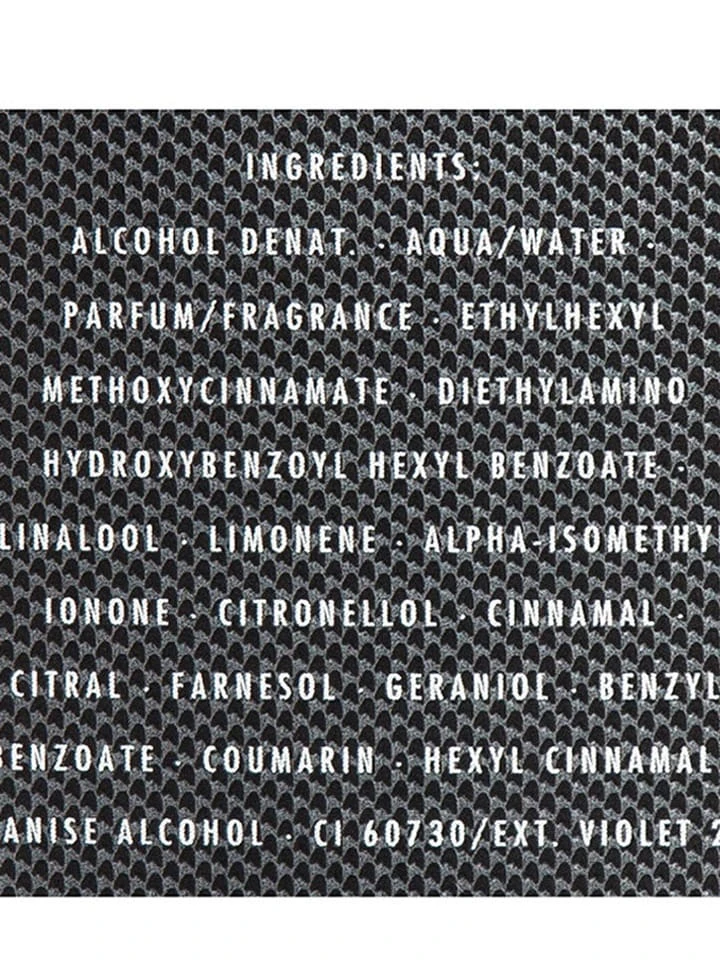 INGREDIENTS:
ALCOHOL DENAT. · AQUA/WATER ·
PARFUM/FRAGRANCE · ETHYLHEXYL
METHOXYCINNAMATE · DIETHYLAMINO
HYDROXYBENZOYL HEXYL BENZOATE ·
LINALOOL · LIMONENE · ALPHA-ISOMETHY
IONONE · CITRONELLOL · CINNAMAL ·
CITRAL · FARNESOL · GERANIOL · BENZYL
BENZOATE · COUMARIN · HEXYL CINNAMAL
ANISE ALCOHOL · CI 60730/EXT. VIOLET 2